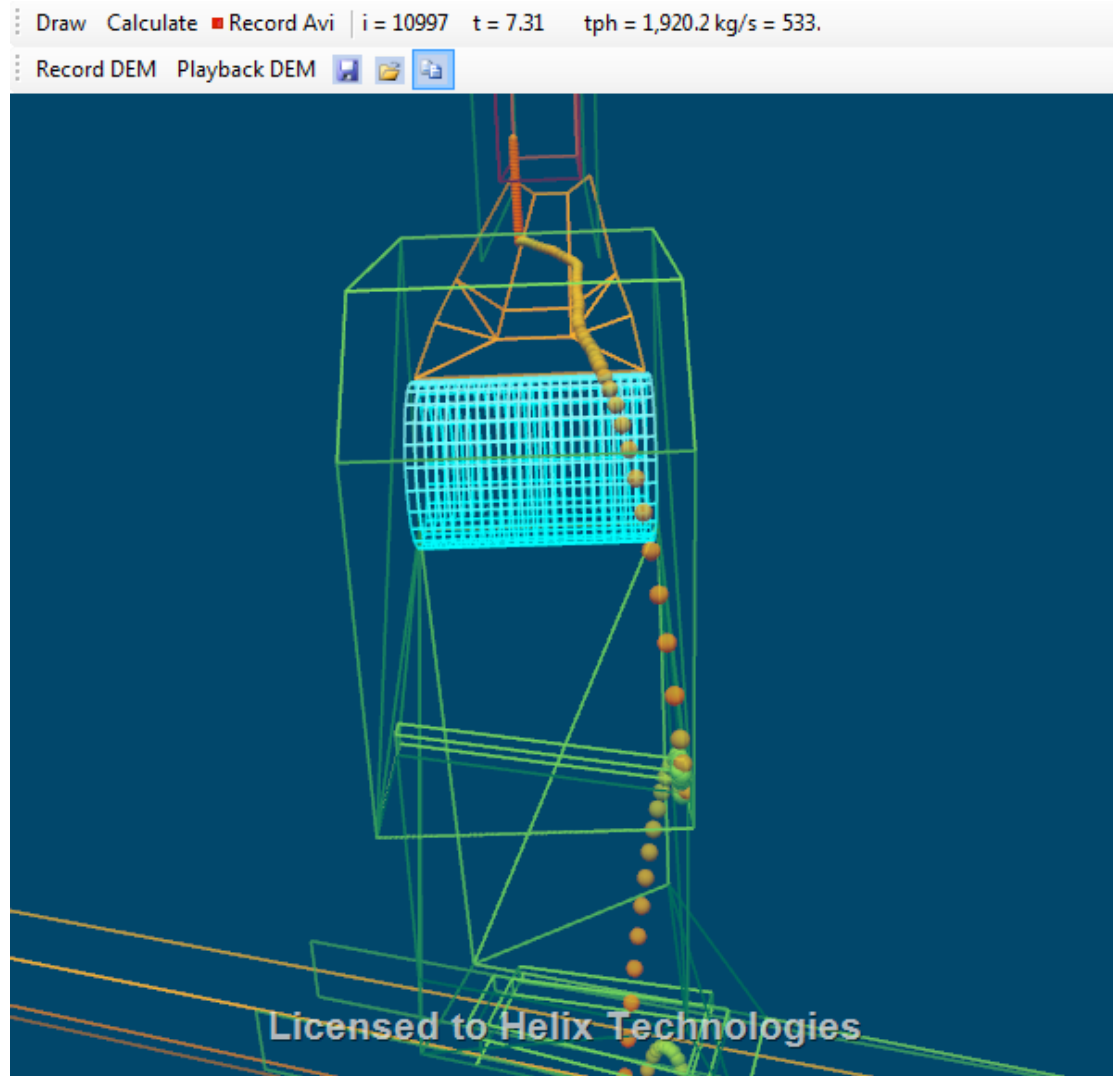 Draw Calculate Record Avi i = 10997 t = 7.31 tph = 1,920.2 kg/s = 533.
Record DEM Playback DEM
Licensed to Helix Technologies